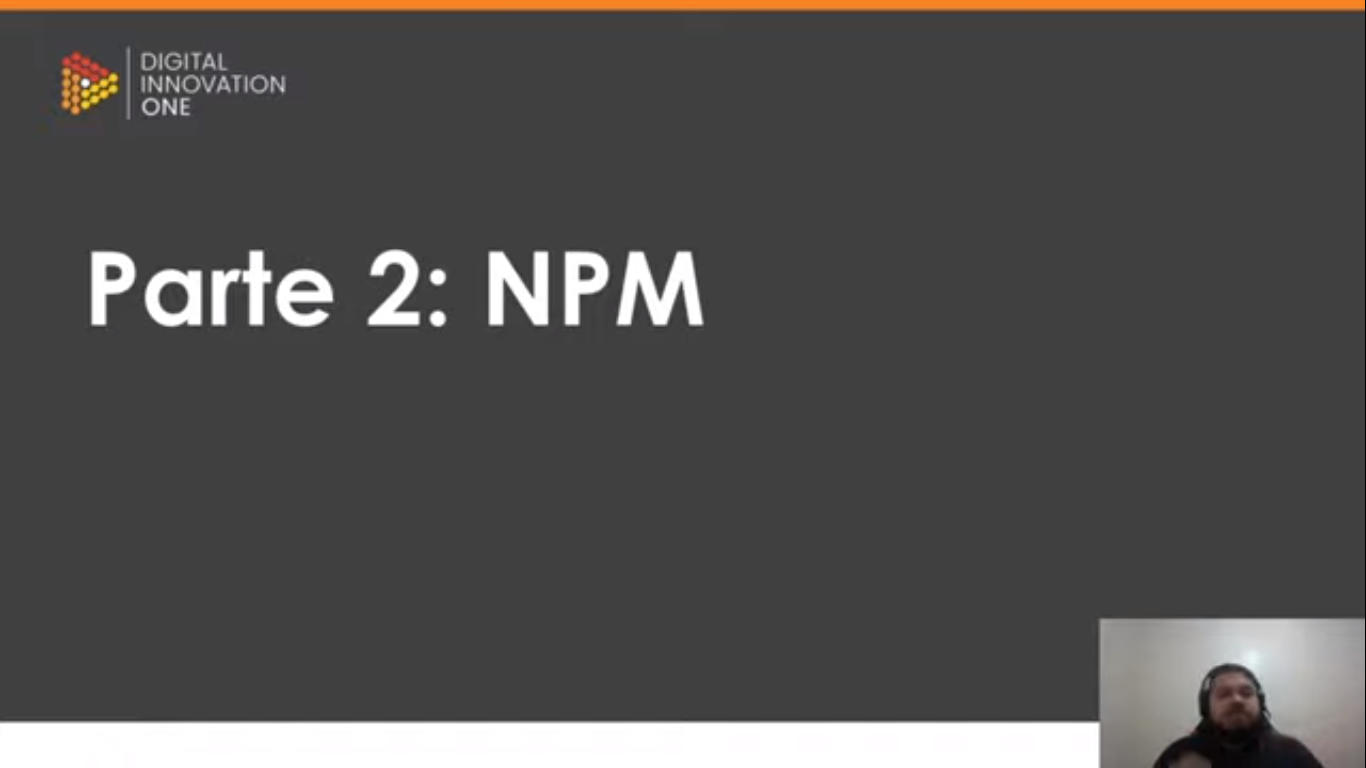 DIGITAL
INNOVATION
ONE
Parte 2: NPM